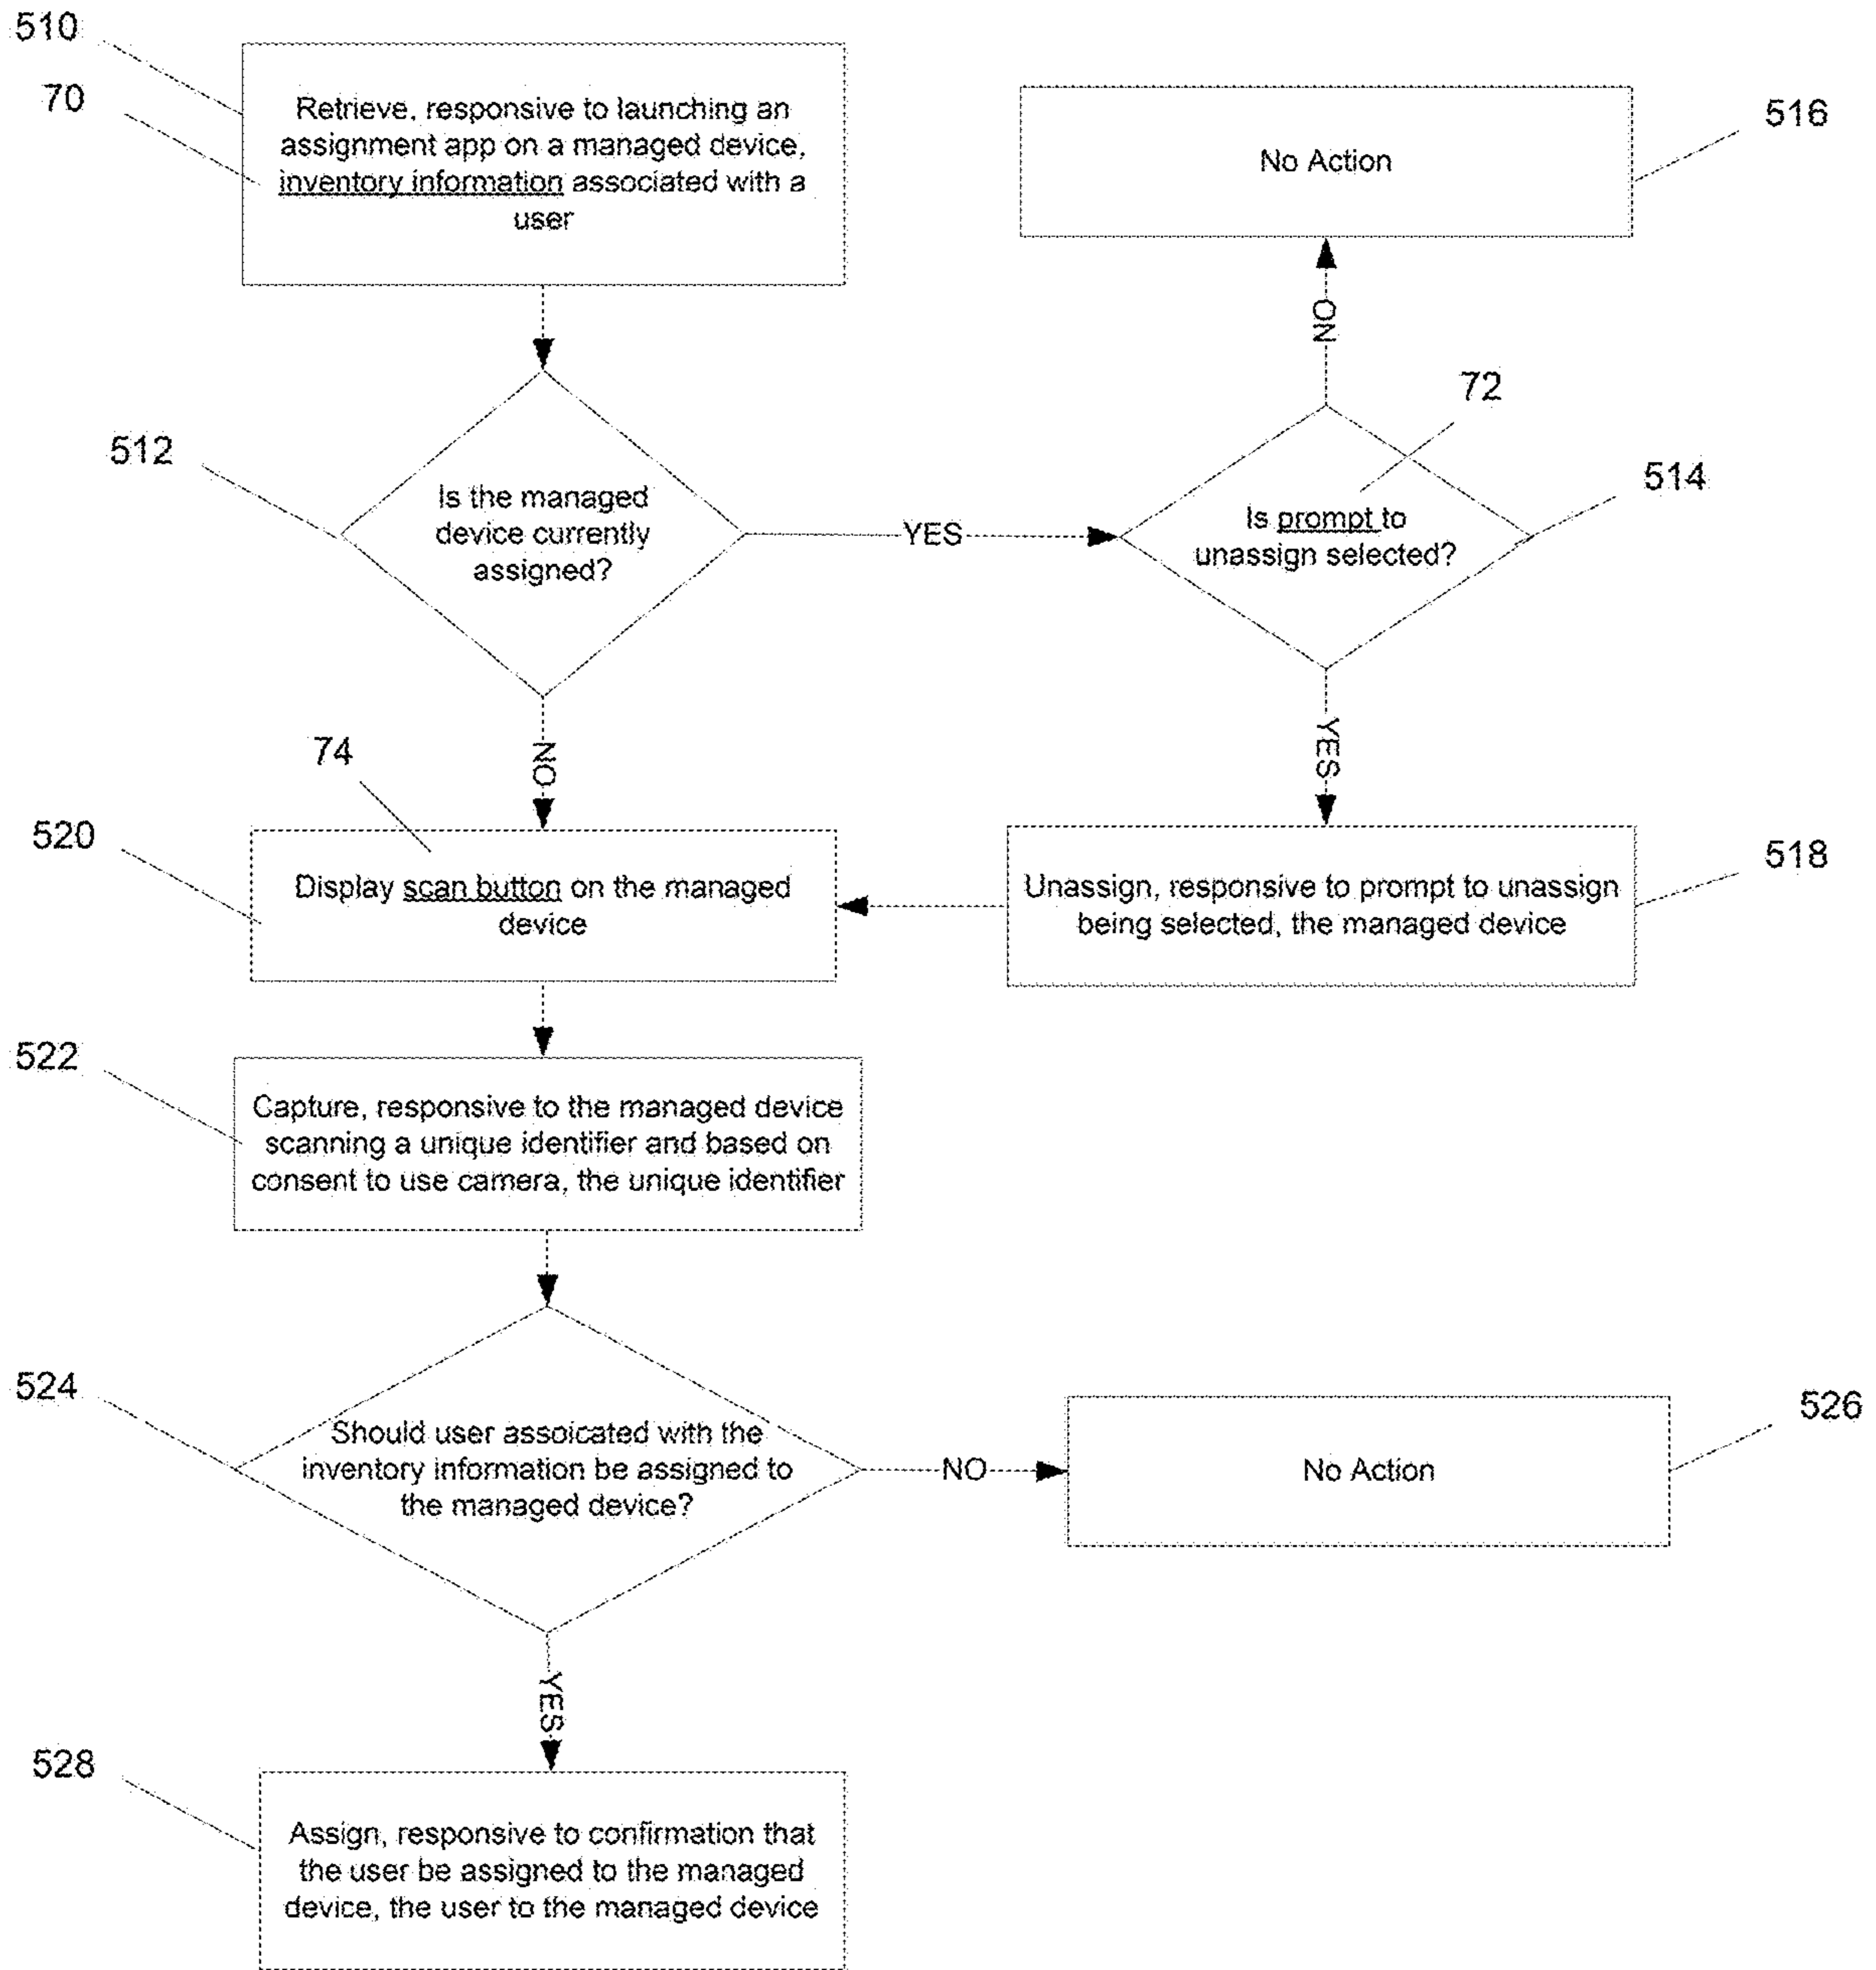 510
70
Retrieve, responsive to launching an
assignment app on a managed device,
inventory information associated with a
user
No Action
516
NO
72
512
Is the managed
device currently
assigned?
YES
Is prompt to
unassign selected?
514
NO
YES
74
520
Display scan button on the managed
device
Unassign, responsive to prompt to unassign
being selected, the managed device
518
522
Capture, responsive to the managed device
scanning a unique identifier and based on
consent to use camera, the unique identifier
524
Should user assoicated with the
inventory information be assigned to
the managed device?
NO
No Action
526
YES
528
Assign, responsive to confirmation that
the user be assigned to the managed
device, the user to the managed device